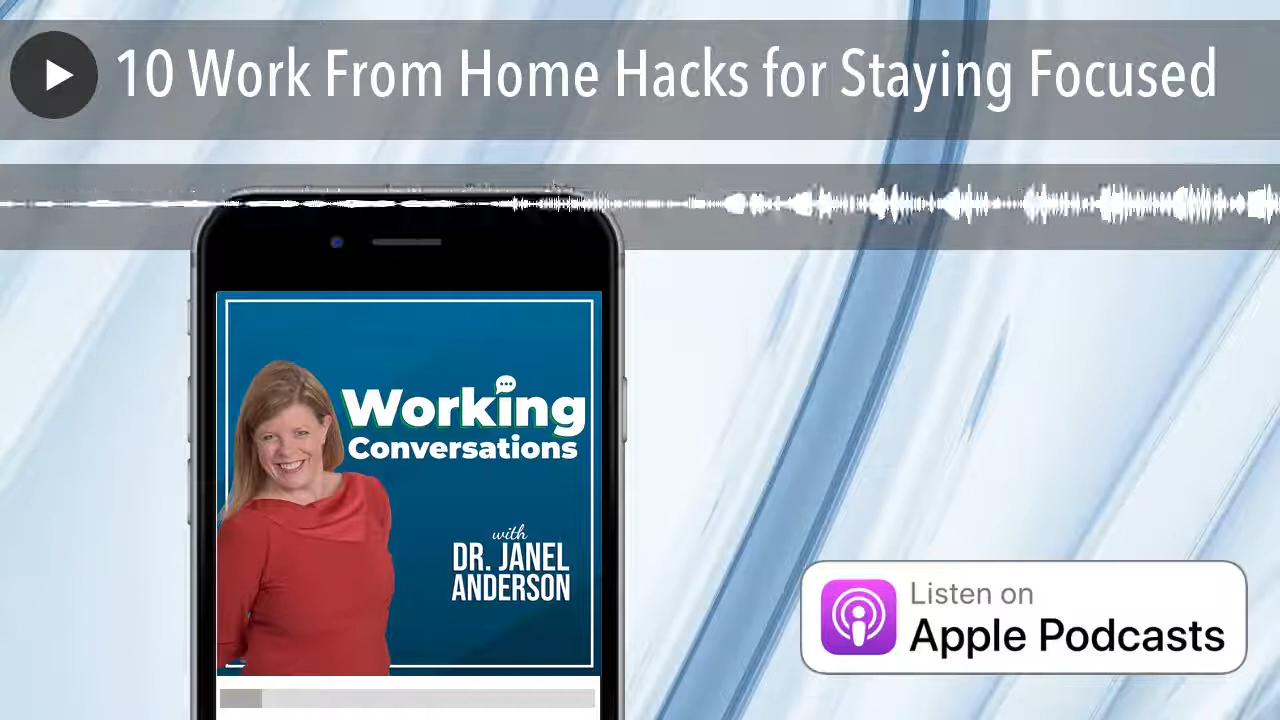 10 Work From Home Hacks for Staying Focused
Working
Conversations
with
DR. JANEL
ANDERSON
Listen on
Apple Podcasts